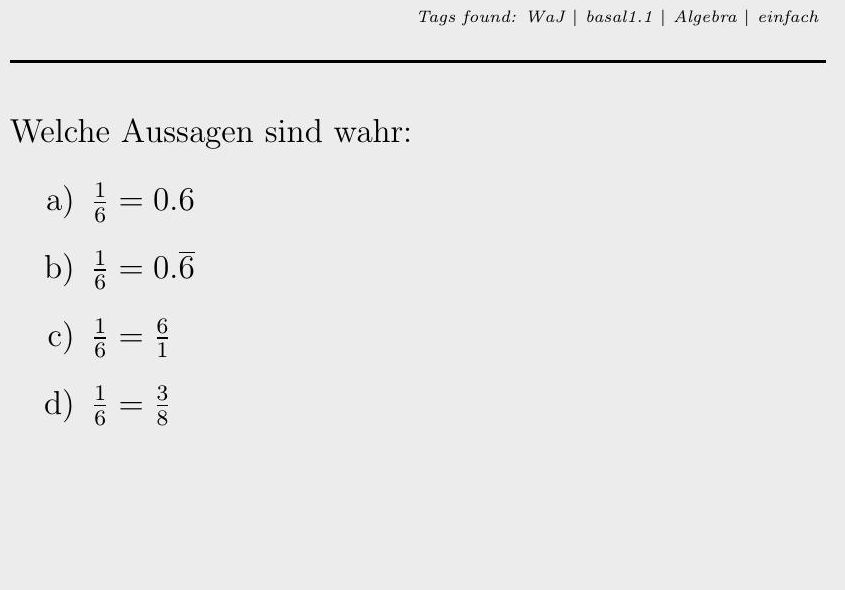 Tags found: WaJ | basal1.1 | Algebra | einfach
Welche Aussagen sind wahr:
a) 1/6 = 0.6
b) 1/6 = 0.6̅
c) 1/6 = 6/1
d) 1/6 = 3/8